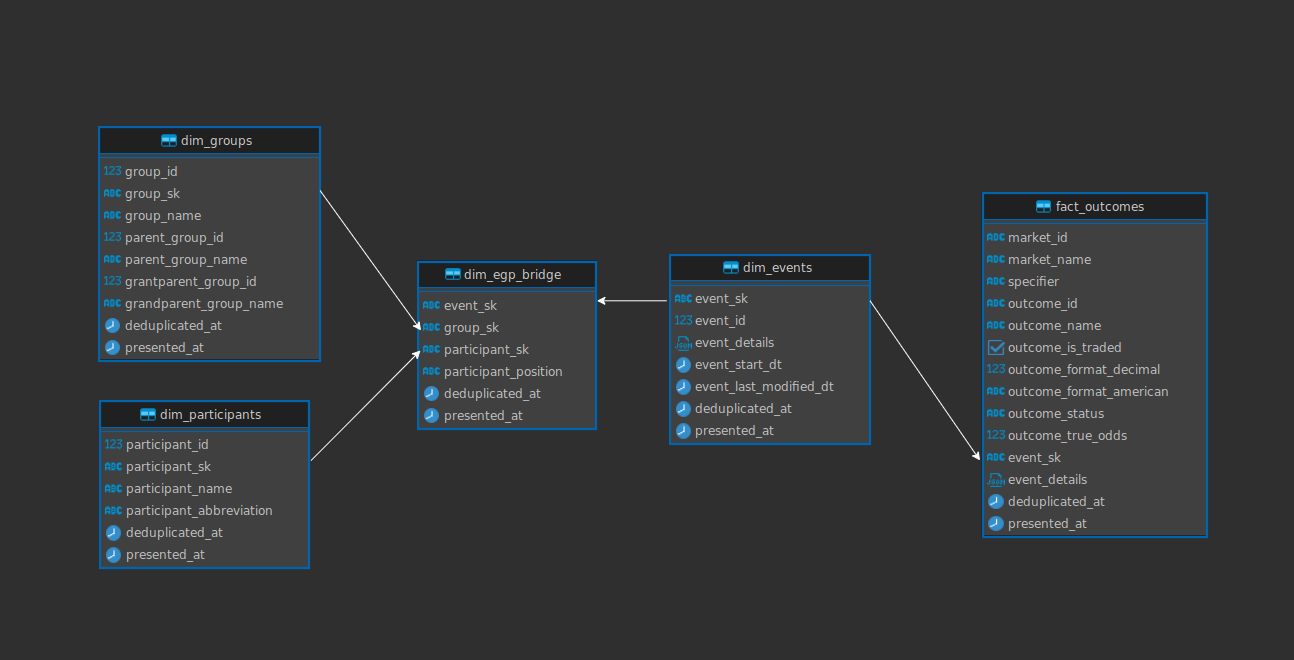 dim_groups
123 group_id
ABC group_sk
ABC group_name
123 parent_group_id
ABC parent_group_name
123 grantparent_group_id
ABC grandparent_group_name
deduplicated_at
presented_at
dim_participants
123 participant_id
ABC participant_sk
ABC participant_name
ABC participant_abbreviation
deduplicated_at
presented_at
dim_egp_bridge
ABC event_sk
ABC group_sk
ABC participant_sk
ABC participant_position
deduplicated_at
presented_at
dim_events
ABC event_sk
123 event_id
JSON event_details
event_start_dt
event_last_modified_dt
deduplicated_at
presented_at
fact_outcomes
ABC market_id
ABC market_name
ABC specifier
ABC outcome_id
ABC outcome_name
outcome_is_traded
123 outcome_format_decimal
ABC outcome_format_american
ABC outcome_status
123 outcome_true_odds
ABC event_sk
JSON event_details
deduplicated_at
presented_at